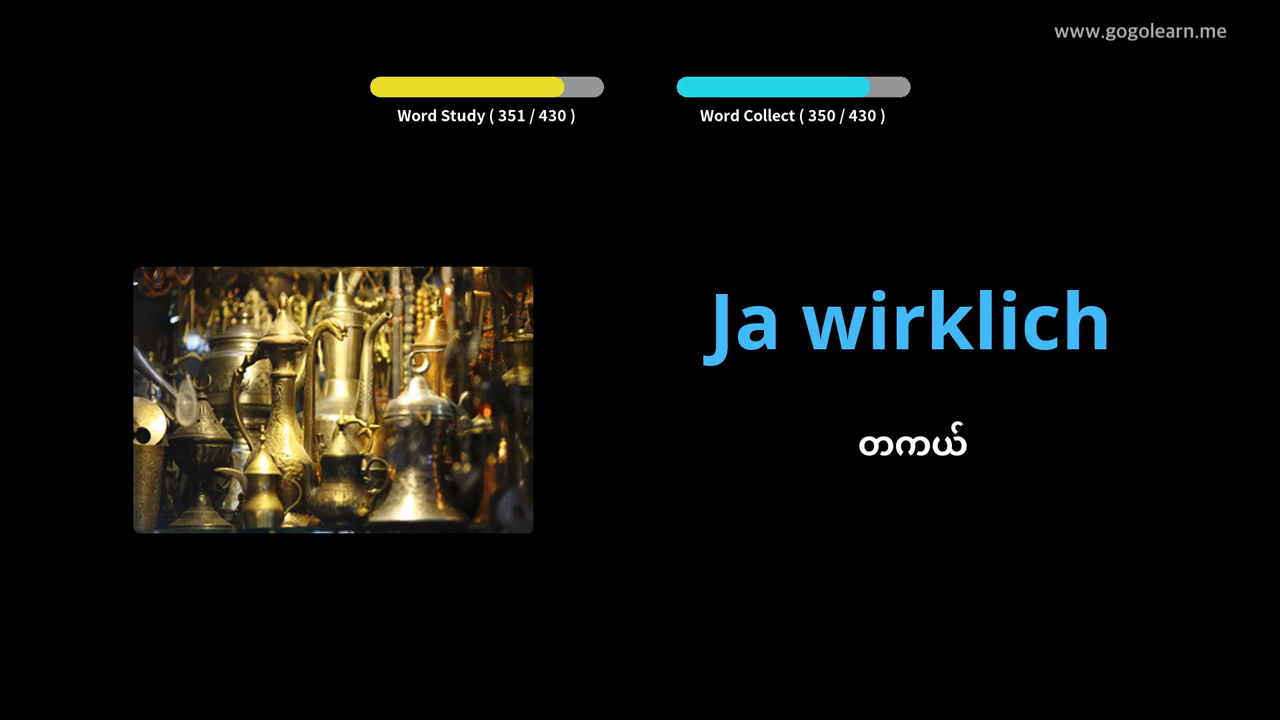 www.gogolearn.me
Word Study ( 351 / 430 )
Word Collect ( 350 / 430 )
Ja wirklich
တကယ်